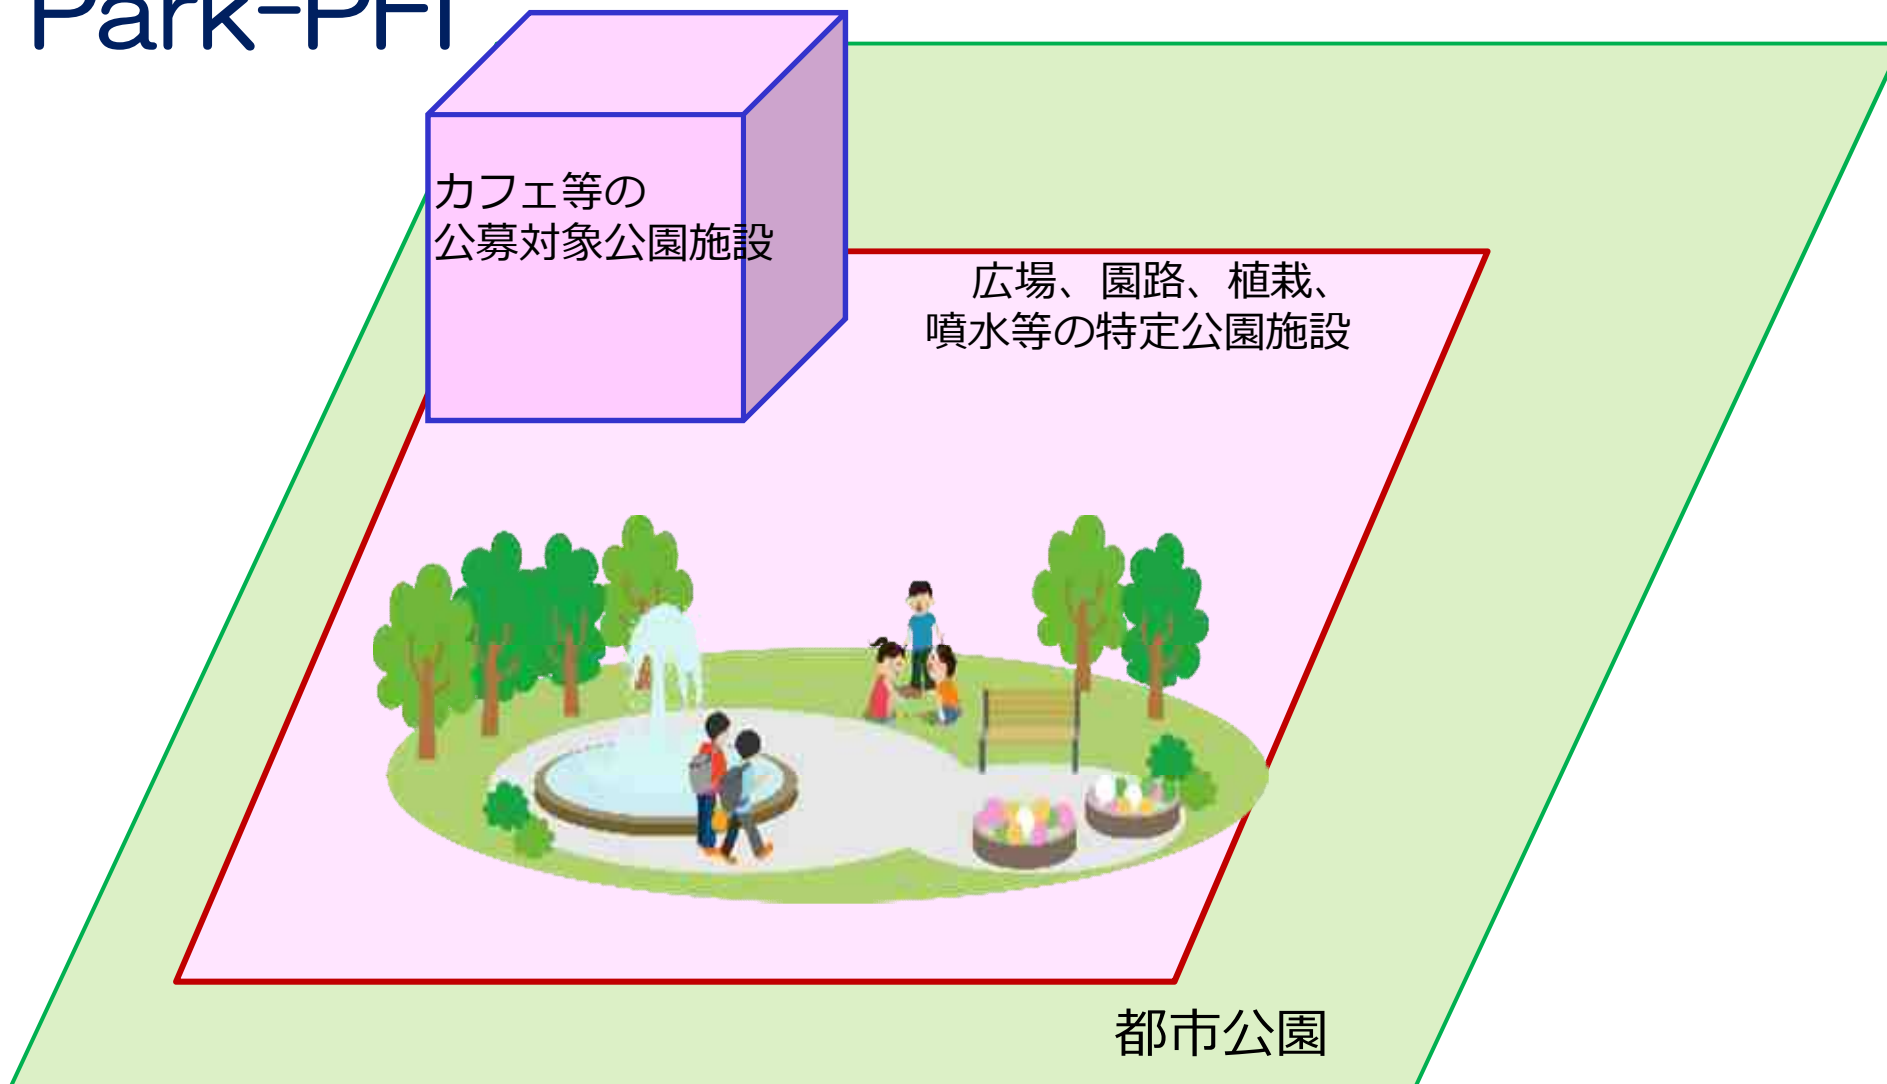 Park-PFI
カフェ等の
公募対象公園施設
広場、園路、植栽、
噴水等の特定公園施設
都市公園